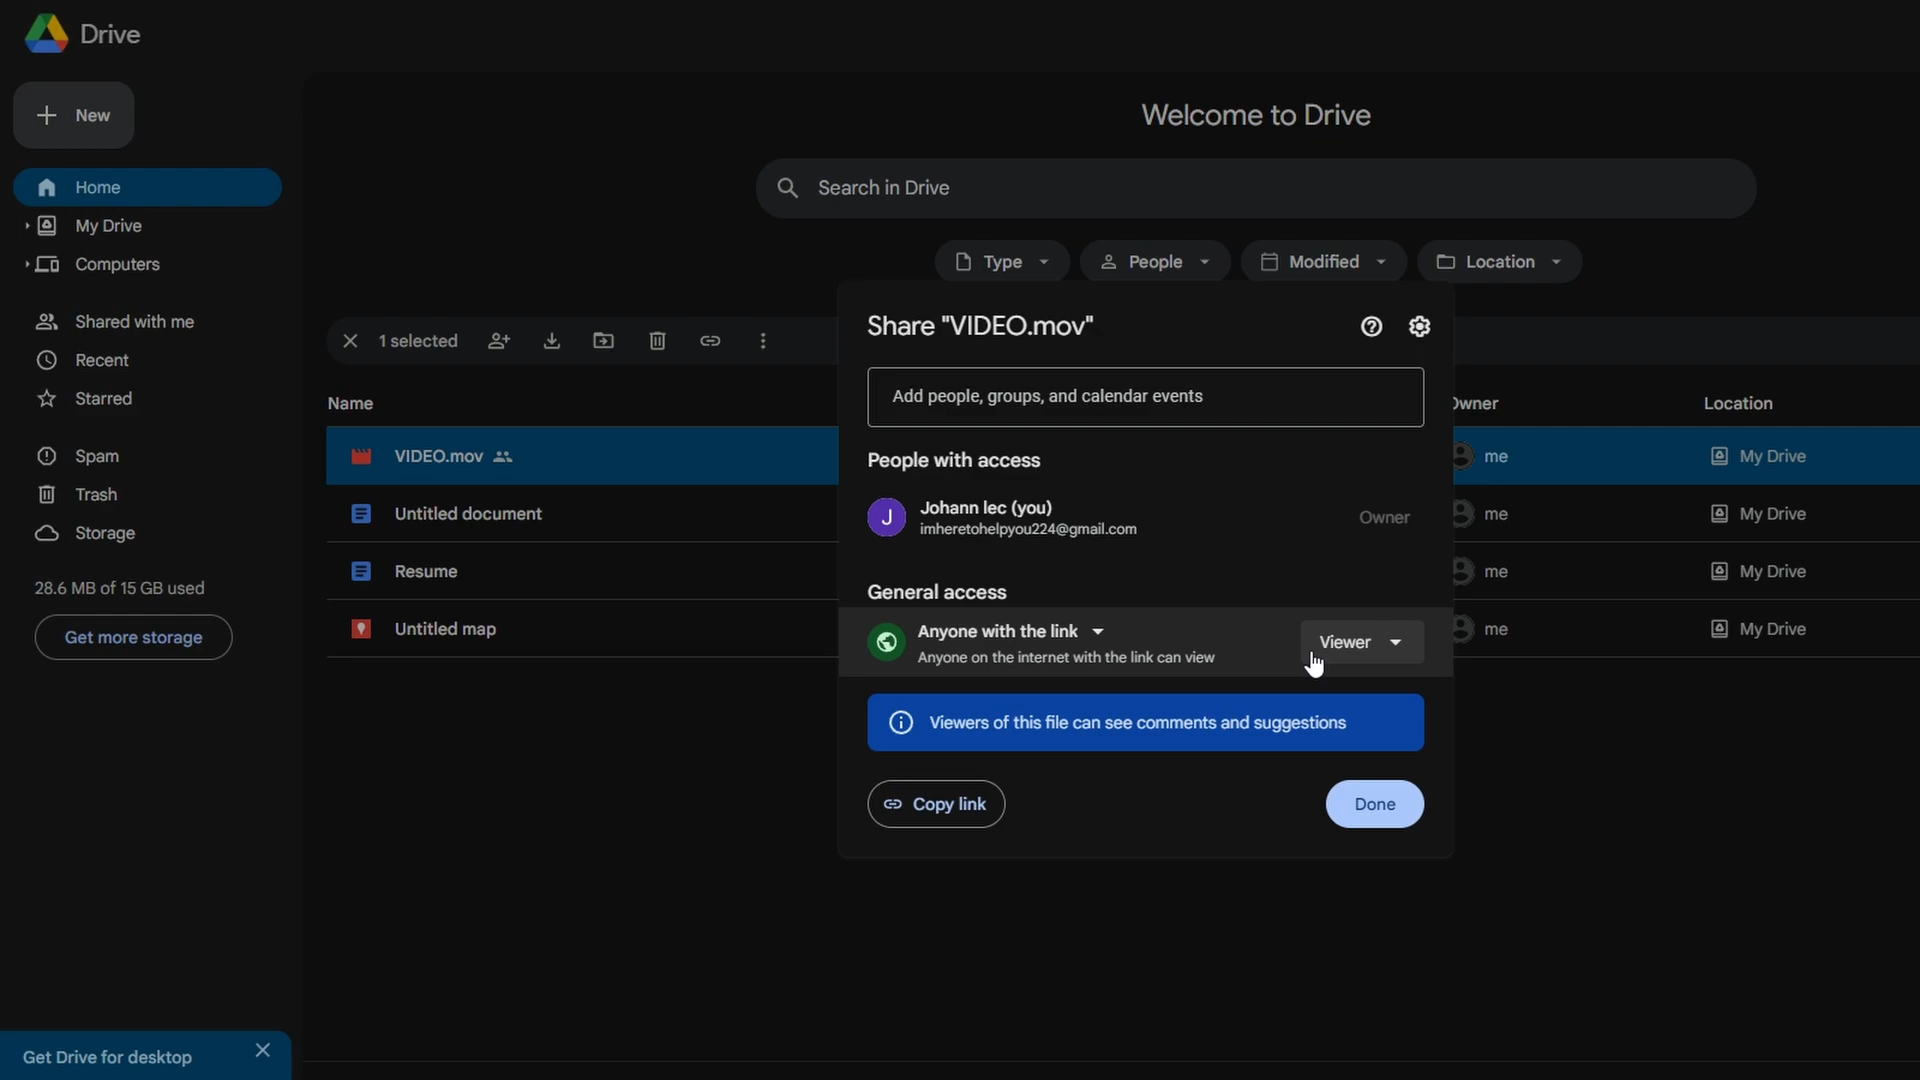 Drive
New
Welcome to Drive
Home
Search in Drive
My Drive
Computers
Type
People
Modified
Location
Shared with me
Recent
Starred
1 selected
Share "VIDEO.mov"
Add people, groups, and calendar events
Name
Owner
Location
Spam
Trash
Storage
VIDEO.mov
me
My Drive
People with access
J
Johann lec (you)
imheretohelpyou224@gmail.com
Owner
Untitled document
me
My Drive
28.6 MB of 15 GB used
Get more storage
Resume
me
My Drive
General access
Untitled map
me
My Drive
Anyone with the link
Anyone on the internet with the link can view
Viewer
Viewers of this file can see comments and suggestions
Copy link
Done
Get Drive for desktop